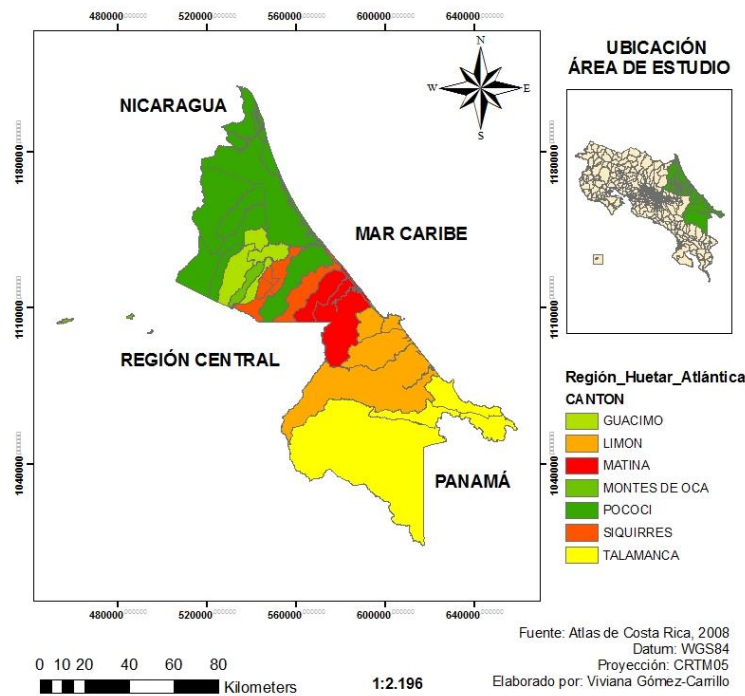 480000 520000 560000 600000 640000
N
W E
S
NICARAGUA
MAR CARIBE
REGIÓN CENTRAL
PANAMÁ
1180000
1110000
1040000
1180000
1110000
1040000
480000 520000 560000 600000 640000
UBICACIÓN
ÁREA DE ESTUDIO
Región_Huetar_Atlántica
CANTON
GUACIMO
LIMON
MATINA
MONTES DE OCA
POCOCI
SIQUIRRES
TALAMANCA
0 10 20 40 60 80
Kilometers
1:2.196
Fuente: Atlas de Costa Rica, 2008
Datum: WGS84
Proyección: CRTM05
Elaborado por: Viviana Gómez-Carrillo